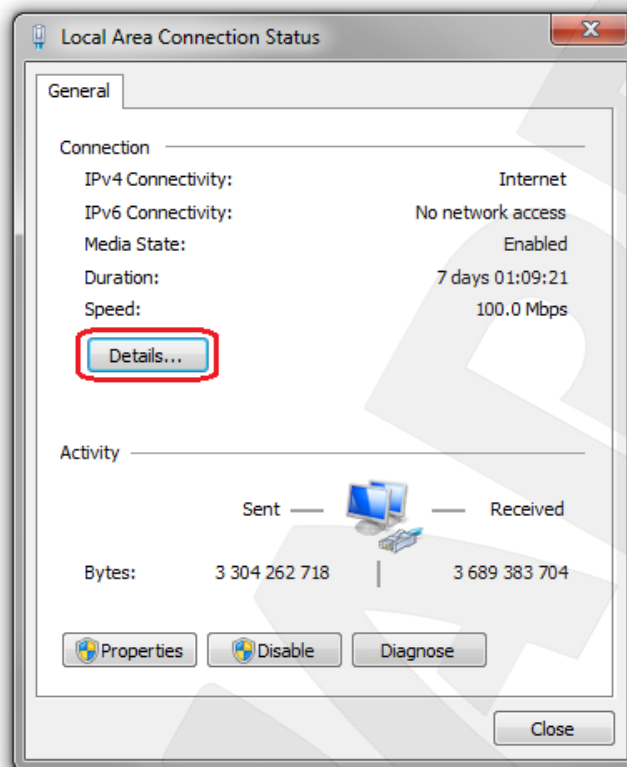 Local Area Connection Status
General
Connection
IPv4 Connectivity: Internet
IPv6 Connectivity: No network access
Media State: Enabled
Duration: 7 days 01:09:21
Speed: 100.0 Mbps
Details...
Activity
Sent Received
Bytes: 3 304 262 718 3 689 383 704
Properties Disable Diagnose
Close